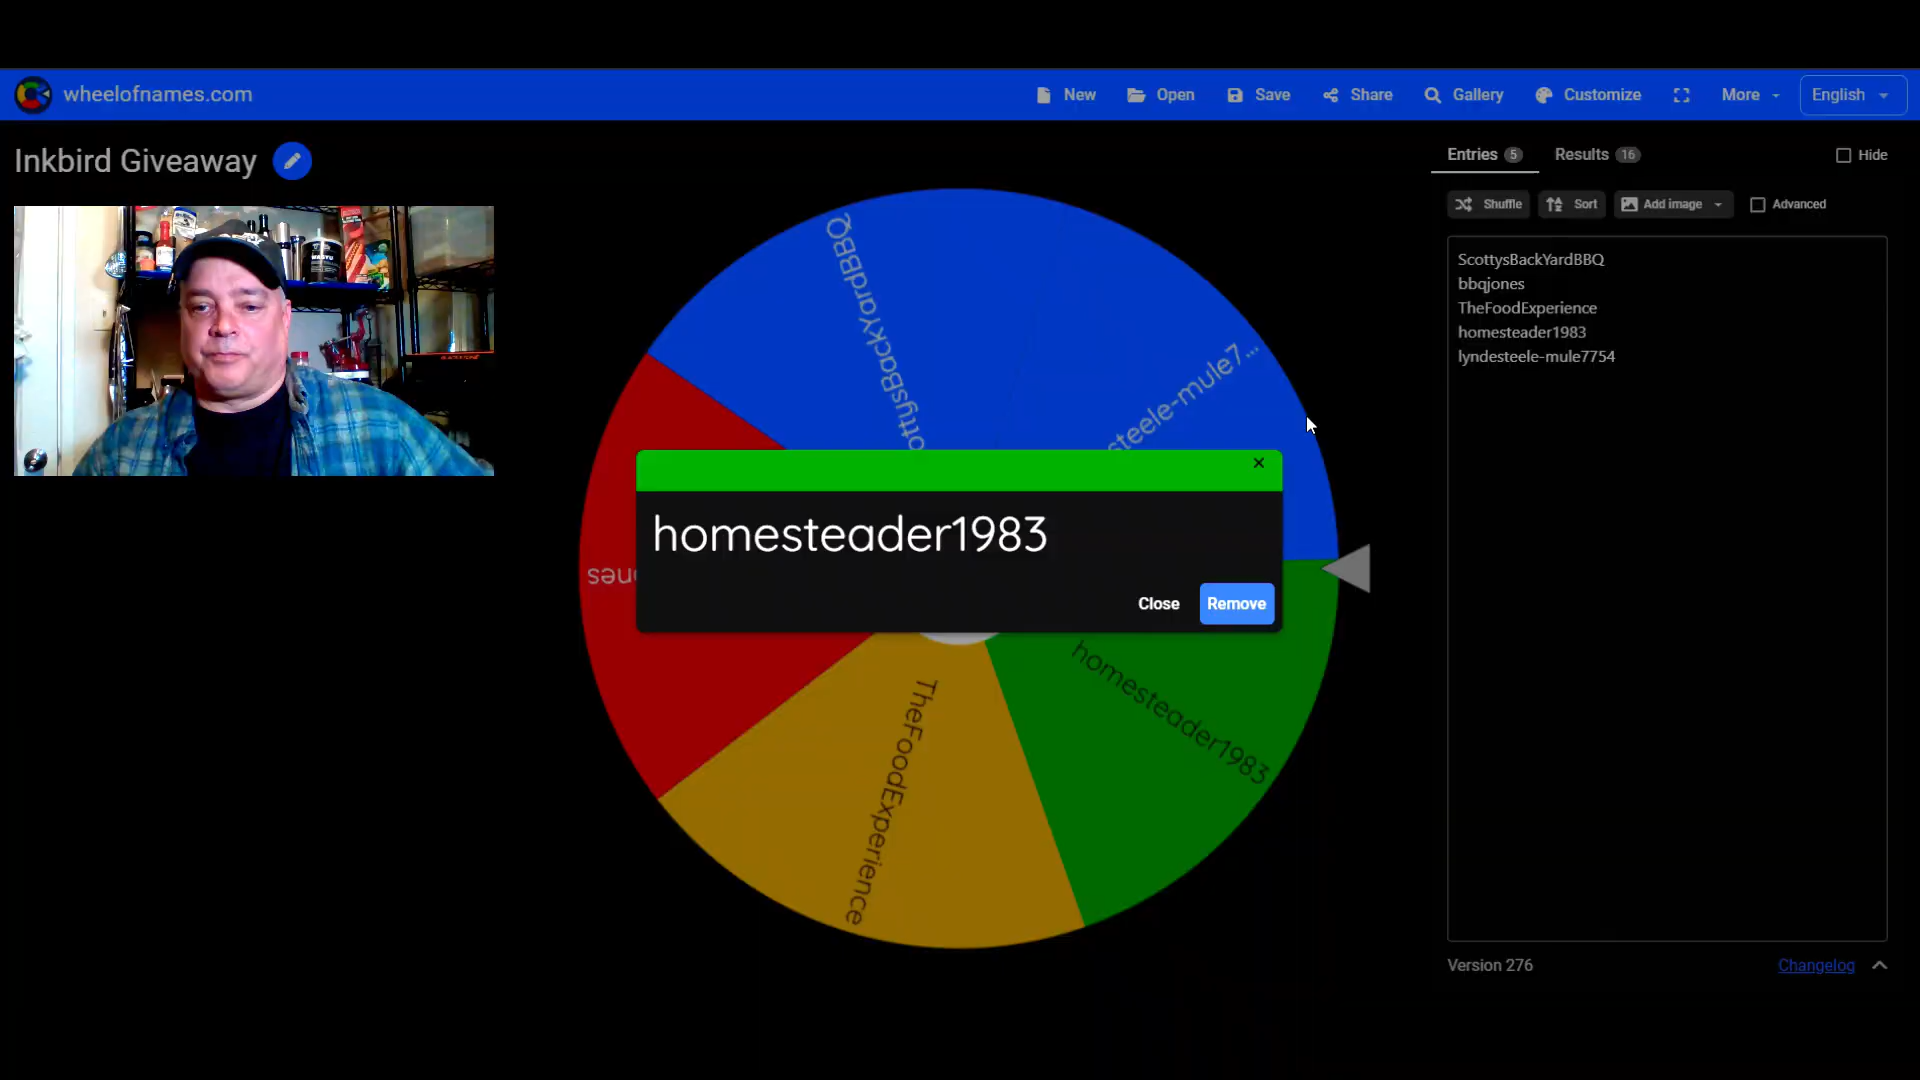 wheelofnames.com
New
Open
Save
Share
Gallery
Customize
More
English
Inkbird Giveaway
Entries 5
Results 16
Hide
Shuffle
Sort
Add image
Advanced
ScottysBackYardBBQ
bbqjones
TheFoodExperience
homesteader1983
lyndesteele-mule7754
ottysBackYardBBQ
steele-mule7...
nes
homesteader1983
Close
Remove
homesteader1983
TheFoodExperience
Version 276
Changelog